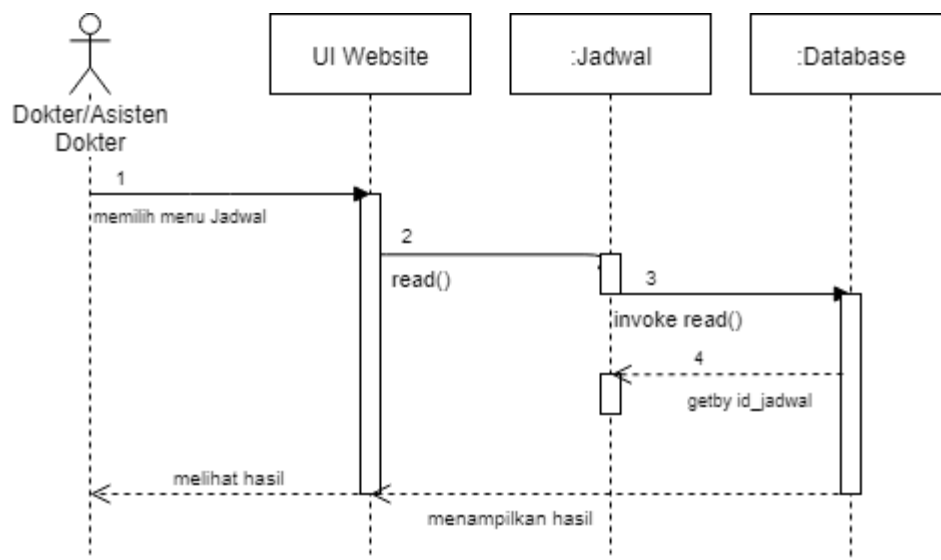 UI Website
:Jadwal
:Database
Dokter/Asisten
Dokter
1
memilih menu Jadwal
2
read()
3
invoke read()
4
getby id_jadwal
melihat hasil
menampilkan hasil